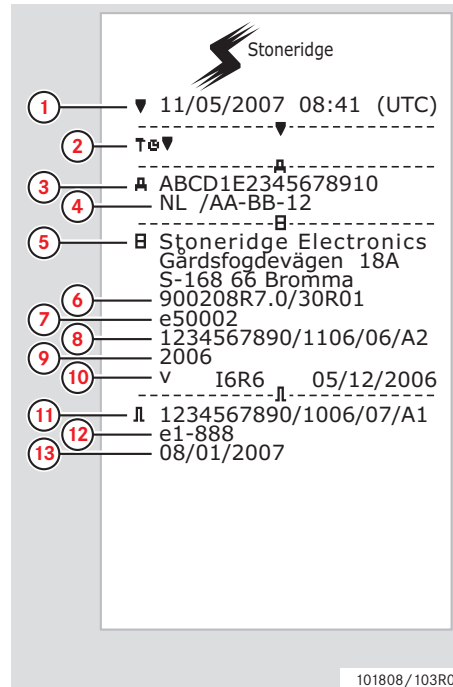 Stoneridge
1 ▼ 11/05/2007 08:41 (UTC)
2
3 ABCD1E2345678910
4 NL /AA-BB-12
5 Stoneridge Electronics
Gårdsfogdevägen 18A
S-168 66 Bromma
6 900208R7.0/30R01
7 e50002
8 1234567890/1106/06/A2
9 2006
10 v I6R6 05/12/2006
11 1234567890/1006/07/A1
12 e1-888
13 08/01/2007
101808/103R0